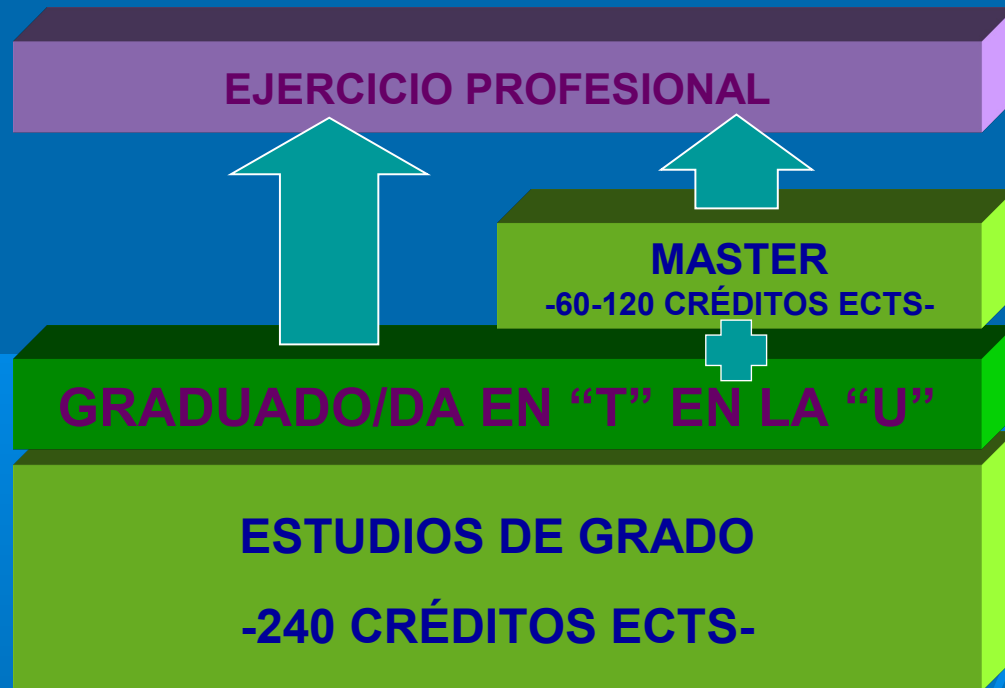 EJERCICIO PROFESIONAL
MASTER
-60-120 CRÉDITOS ECTS-
GRADUADO/DA EN “T” EN LA “U”
ESTUDIOS DE GRADO
-240 CRÉDITOS ECTS-